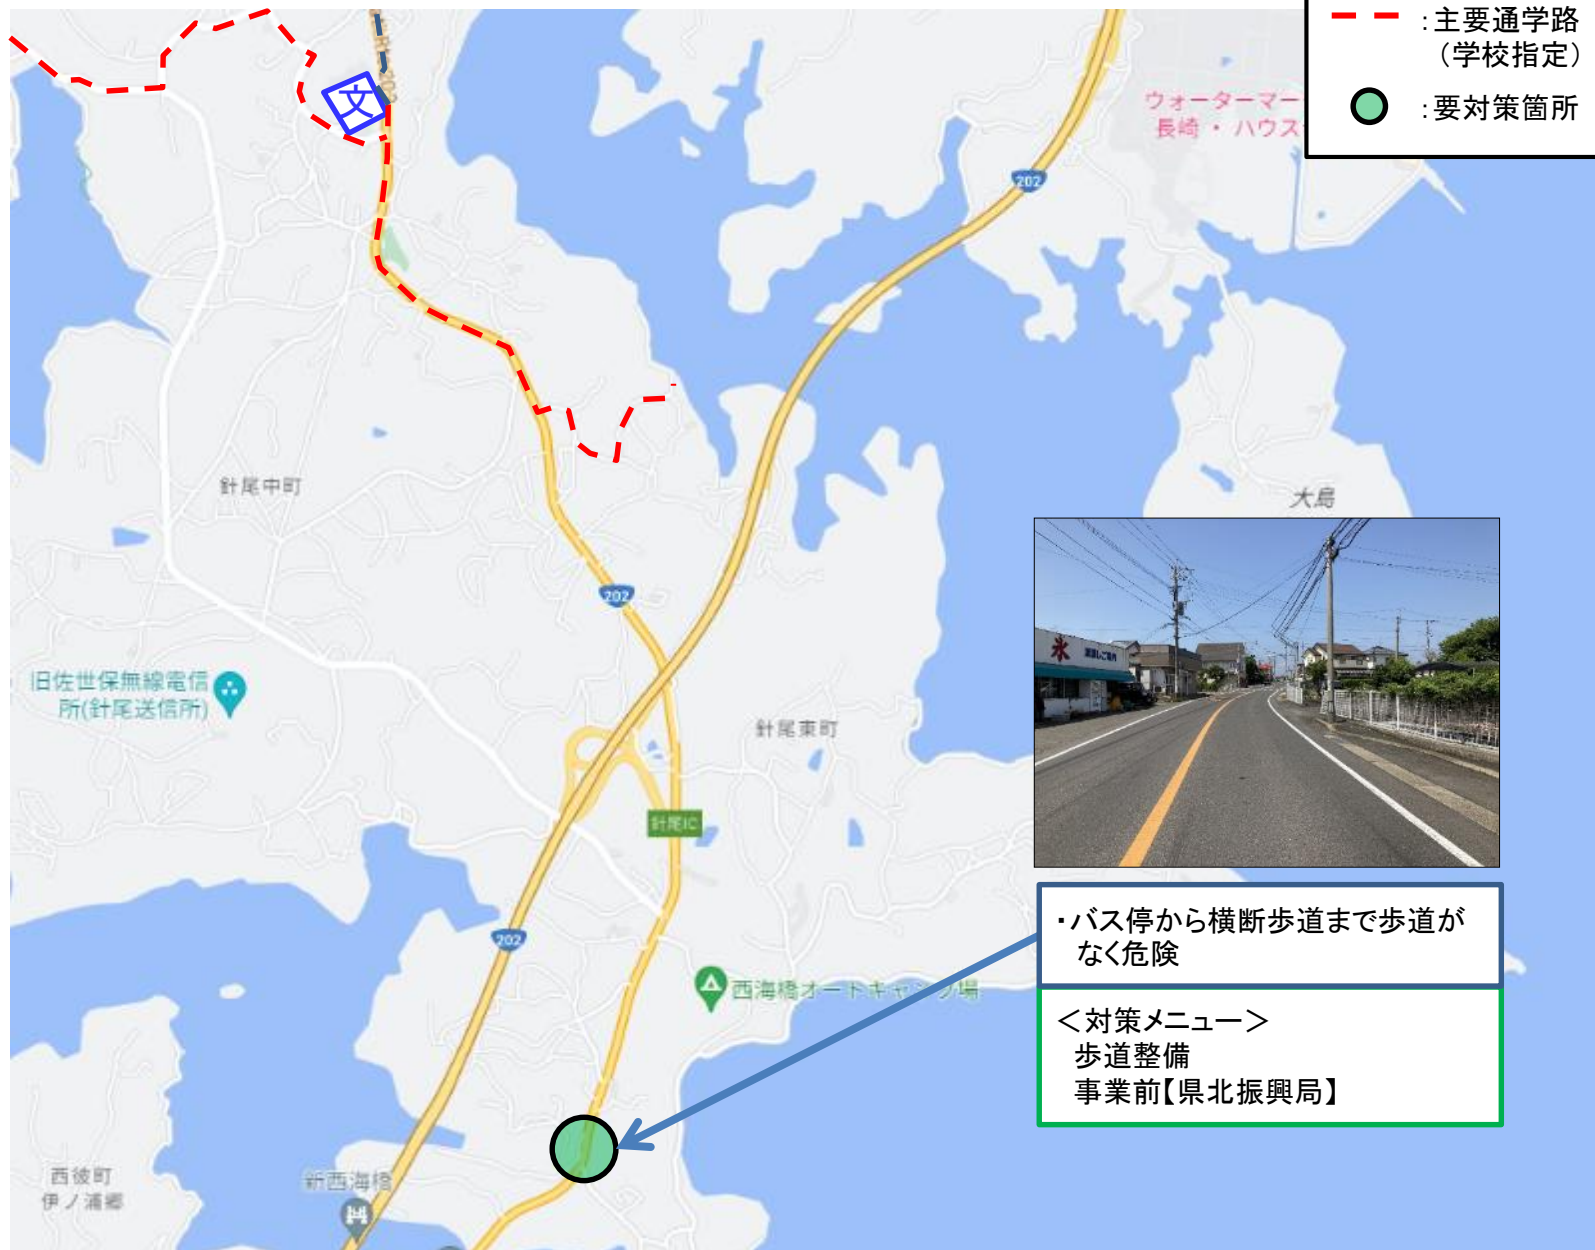 :主要通学路
(学校指定)
:要対策箇所
R 202
文
ウォーターマー
長崎・ハウス
202
針尾中町
大島
202
氷
旧佐世保無線電信
所(針尾送信所)
針尾東町
針尾IC
202
・バス停から横断歩道まで歩道が
なく危険
西海橋オートキャンプ場
<対策メニュー>
歩道整備
事業前【県北振興局】
西彼町
伊ノ浦郷
新西海橋